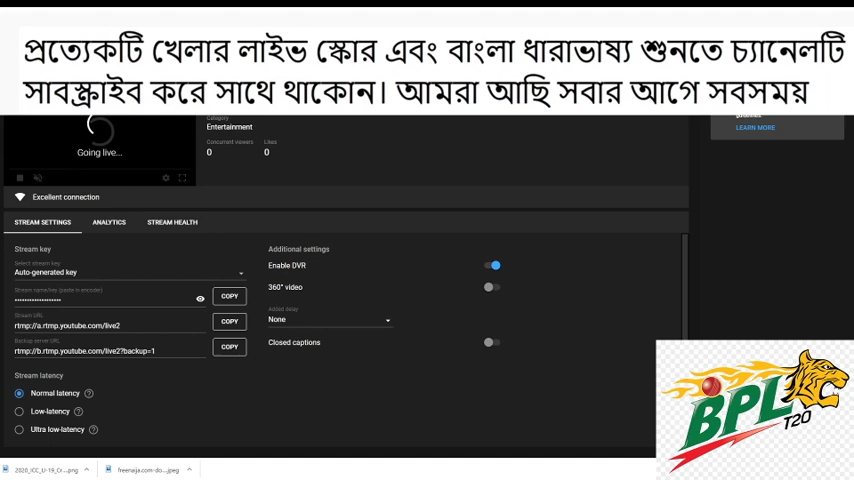 প্রত্যেকটি খেলার লাইভ স্কোর এবং বাংলা ধারাভাষ্য শুনতে চ্যানেলটি
সাবস্ক্রাইব করে সাথে থাকোন। আমরা আছি সবার আগে সবসময়
Category
Entertainment
LEARN MORE
Concurrent viewers
Likes
0
0
Going live...
Excellent connection
STREAM SETTINGS
ANALYTICS
STREAM HEALTH
Stream key
Select stream key
Auto-generated key
Stream name/key (paste in encoder)
••••••••••••••••••••
COPY
Stream URL
rtmp://a.rtmp.youtube.com/live2
COPY
Backup server URL
rtmp://b.rtmp.youtube.com/live2?backup=1
COPY
Stream latency
Normal latency
Low-latency
Ultra low-latency
Additional settings
Enable DVR
360° video
Added delay
None
Closed captions
BPL
T20
2020_ICC_U-19_Cr....png
freenaija.com-do....jpeg